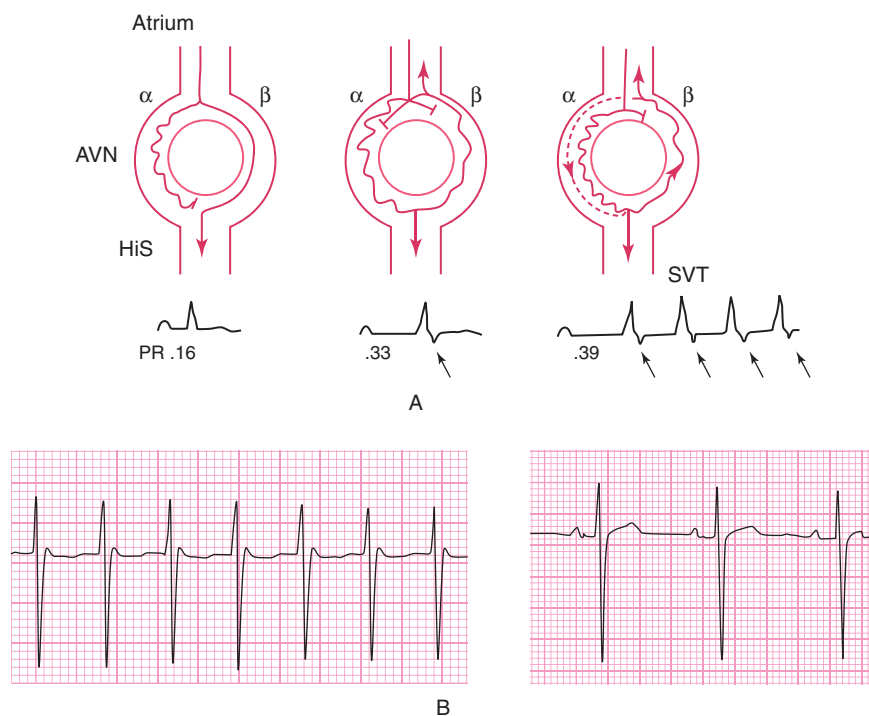 Atrium
α β α β α β
AVN
HiS
SVT
PR .16 .33 .39
A
B